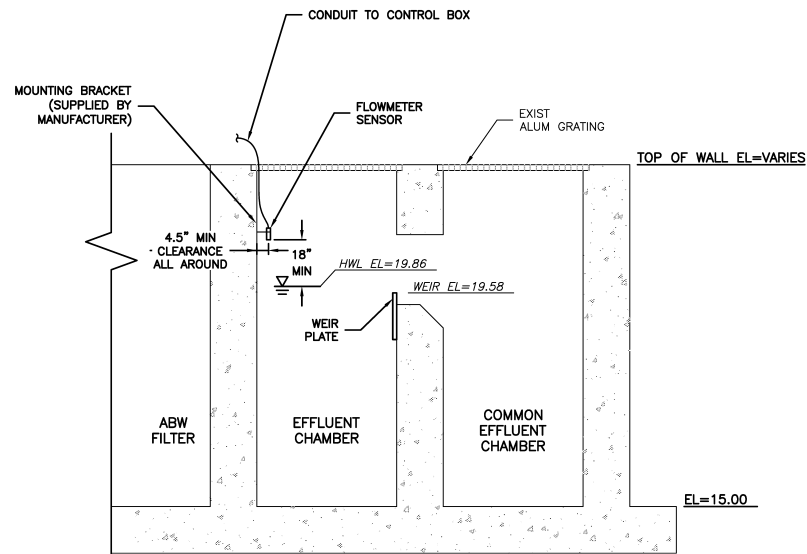 CONDUIT TO CONTROL BOX
MOUNTING BRACKET
(SUPPLIED BY
MANUFACTURER)
FLOWMETER
SENSOR
EXIST
ALUM GRATING
TOP OF WALL EL=VARIES
4.5" MIN
CLEARANCE
ALL AROUND
18"
MIN
HWL EL=19.86
WEIR EL=19.58
WEIR
PLATE
ABW
FILTER
EFFLUENT
CHAMBER
COMMON
EFFLUENT
CHAMBER
EL=15.00